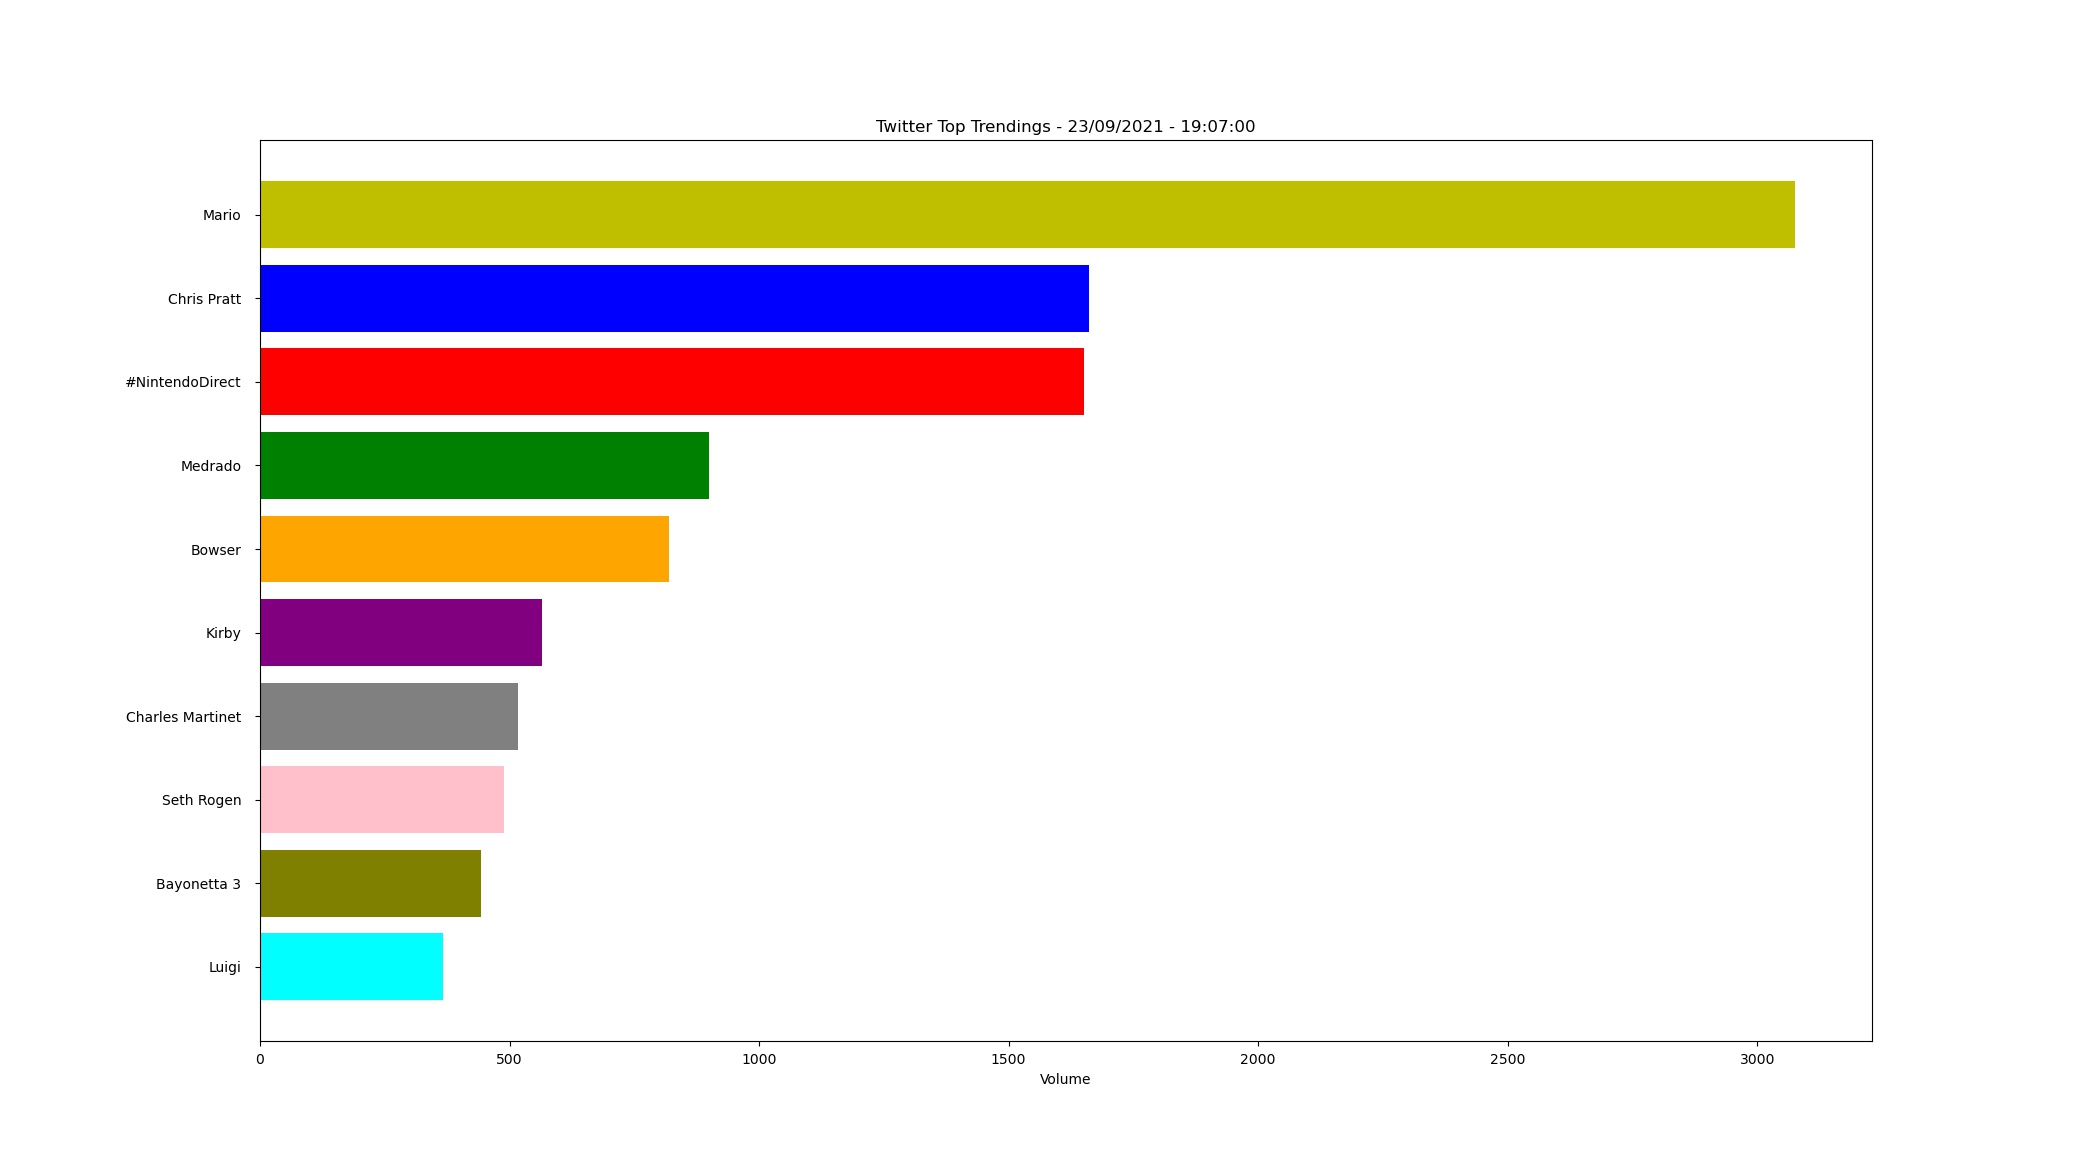 Twitter Top Trendings - 23/09/2021 - 19:07:00
Mario
Chris Pratt
#NintendoDirect
Medrado
Bowser
Kirby
Charles Martinet
Seth Rogen
Bayonetta 3
Luigi
0 500 1000 1500 2000 2500 3000
Volume